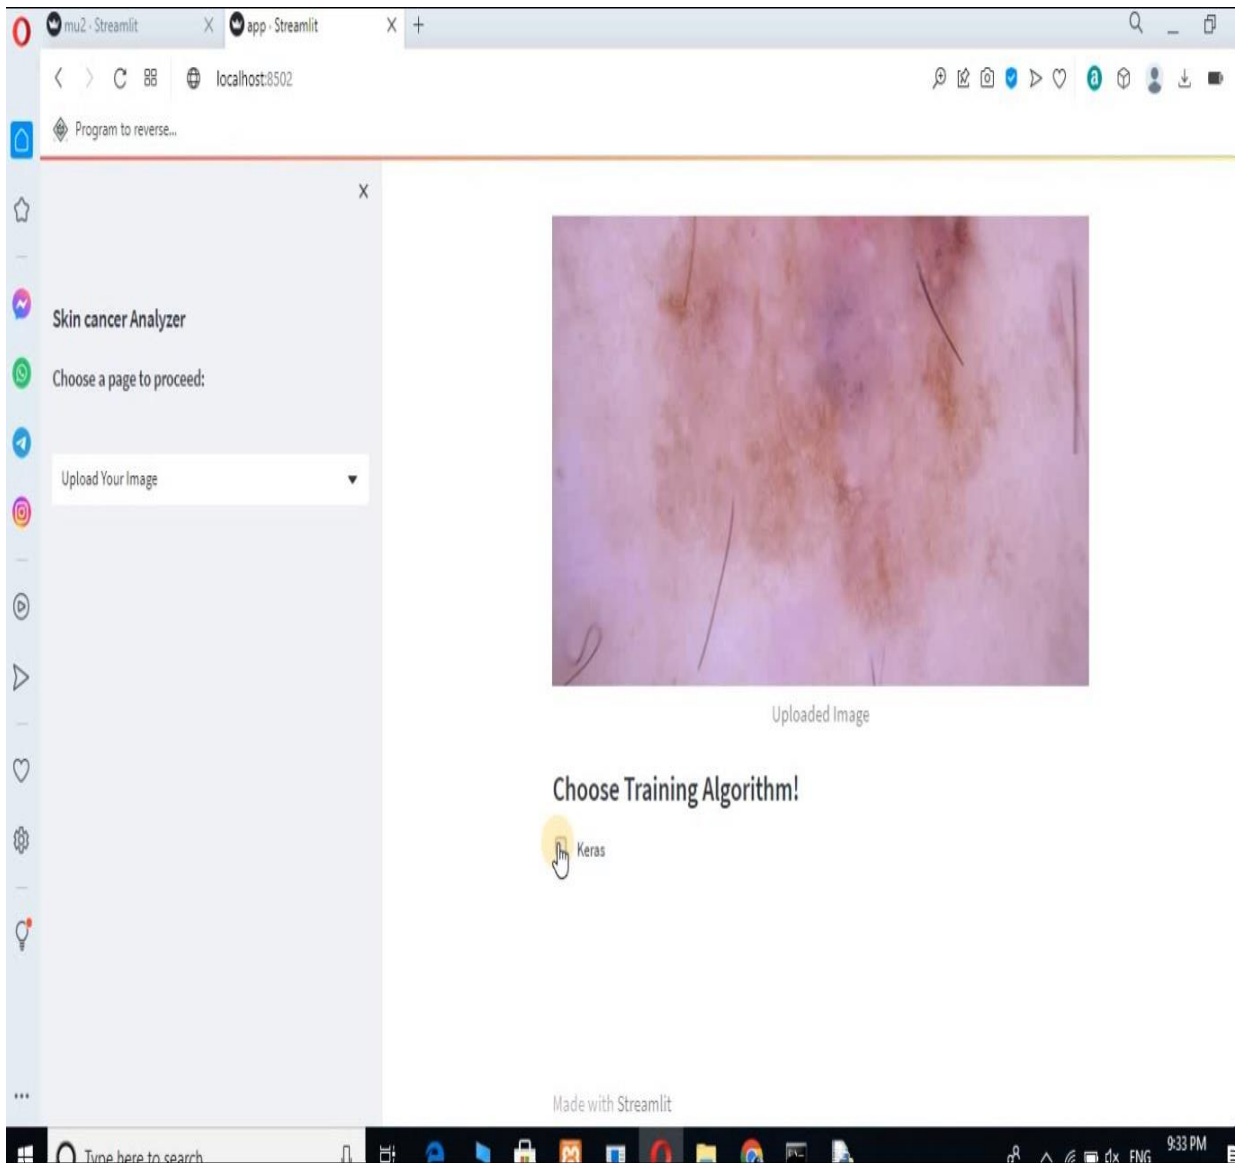 mu2 · Streamlit
app · Streamlit
localhost:8502
Program to reverse...
Skin cancer Analyzer
Choose a page to proceed:
Upload Your Image
Uploaded Image
Choose Training Algorithm!
Keras
Made with Streamlit
Type here to search
ENG
9:33 PM